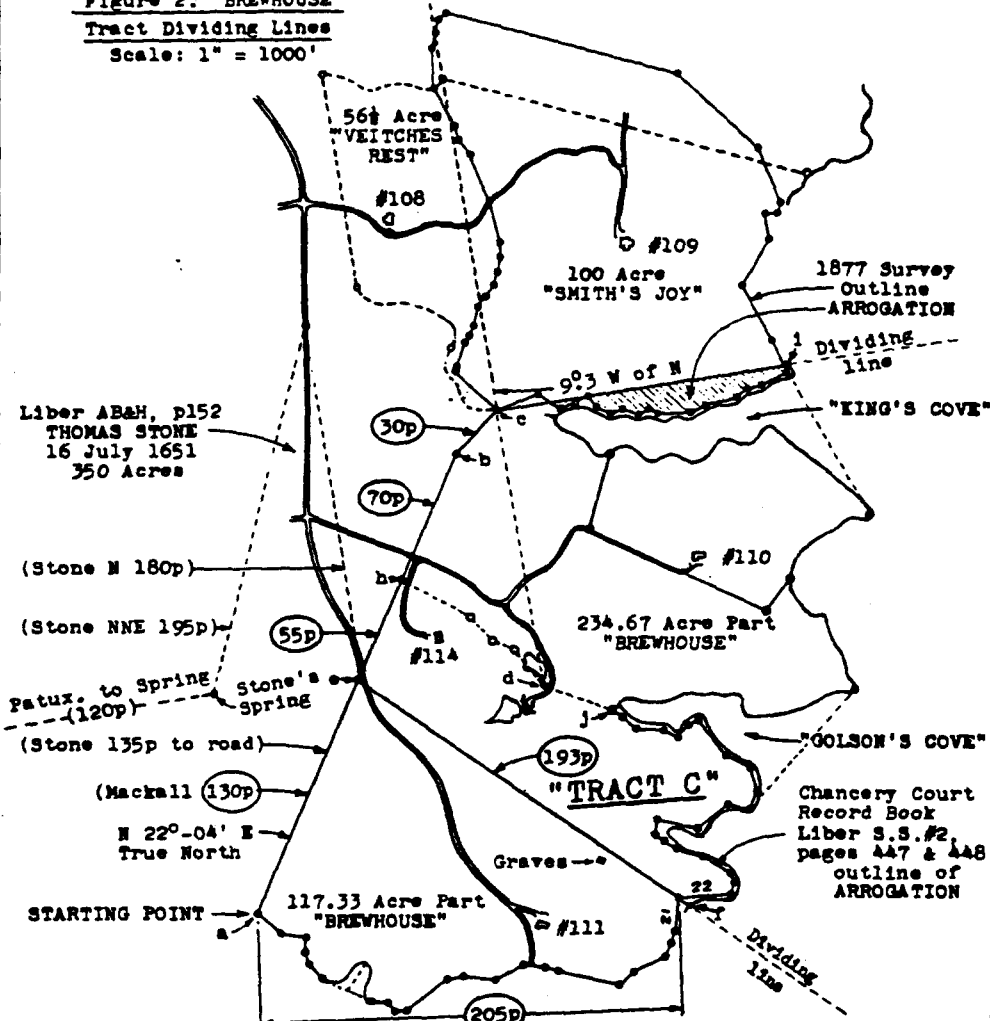 Figure 2. "BREWHOUSE"
Tract Dividing Lines
Scale: 1" = 1000'
56½ Acre
"VEITCHES
REST"
#108
#109
100 Acre
"SMITH'S JOY"
1877 Survey
Outline
ARROGATION
i
Dividing
line
9º.3 W of N
"KING'S COVE"
c
Liber AB&H, p152
THOMAS STONE
16 July 1651
350 Acres
30p
b
70p
(Stone N 180p)
h
#110
(Stone NNE 195p)
55p
#114
234.67 Acre Part
"BREWHOUSE"
d
Patux. to Spring
(120p)
Stone's
Spring
j
(Stone 135p to road)
193p
"GOLSON'S COVE"
"TRACT C"
(Mackall 130p)
N 22º-04' E
True North
Chancery Court
Record Book
Liber S.S.#2,
pages 447 & 448
outline of
ARROGATION
Graves
22
21
f
STARTING POINT
a
117.33 Acre Part
"BREWHOUSE"
#111
Dividing
line
205p